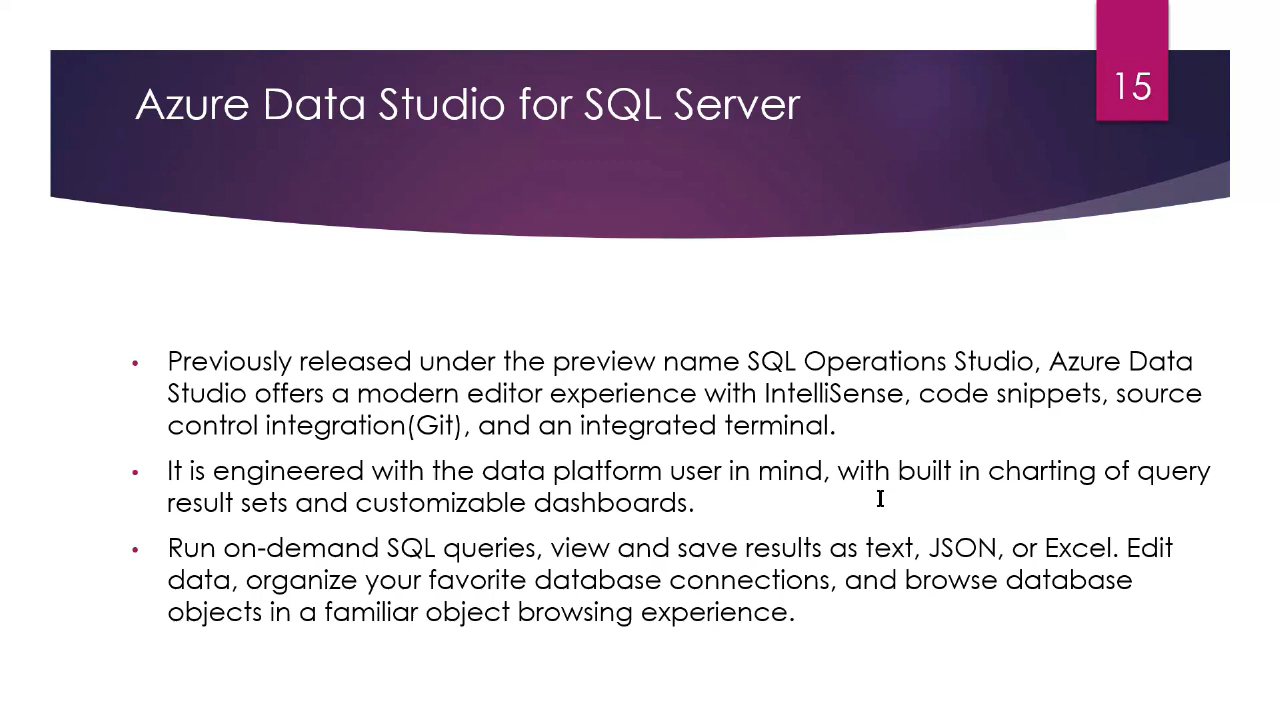 15
Azure Data Studio for SQL Server
• Previously released under the preview name SQL Operations Studio, Azure Data
Studio offers a modern editor experience with IntelliSense, code snippets, source
control integration(Git), and an integrated terminal.
• It is engineered with the data platform user in mind, with built in charting of query
result sets and customizable dashboards.
• Run on-demand SQL queries, view and save results as text, JSON, or Excel. Edit
data, organize your favorite database connections, and browse database
objects in a familiar object browsing experience.